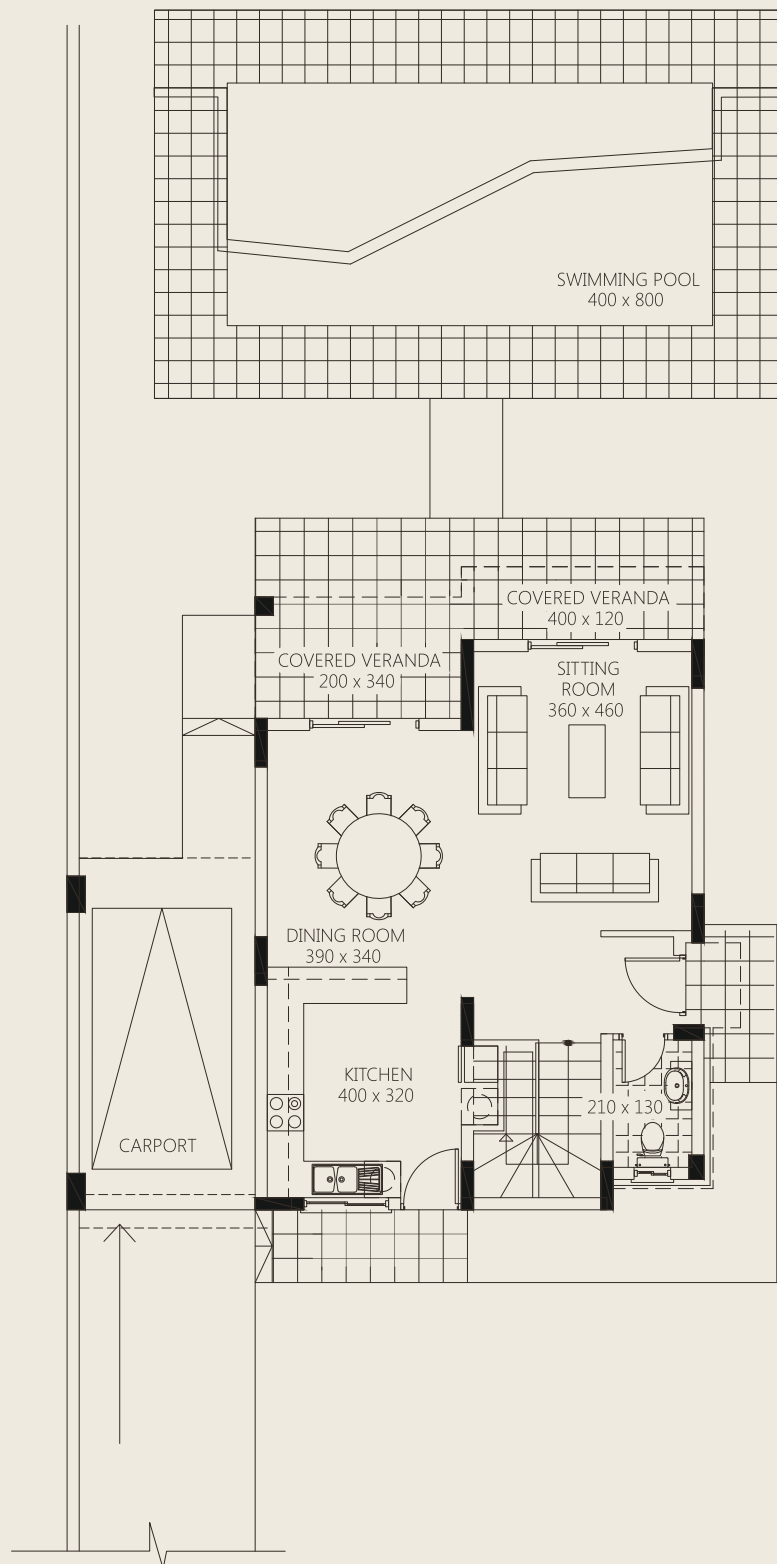 SWIMMING POOL
400 x 800
COVERED VERANDA
400 x 120
COVERED VERANDA
200 x 340
SITTING
ROOM
360 x 460
DINING ROOM
390 x 340
KITCHEN
400 x 320
210 x 130
CARPORT